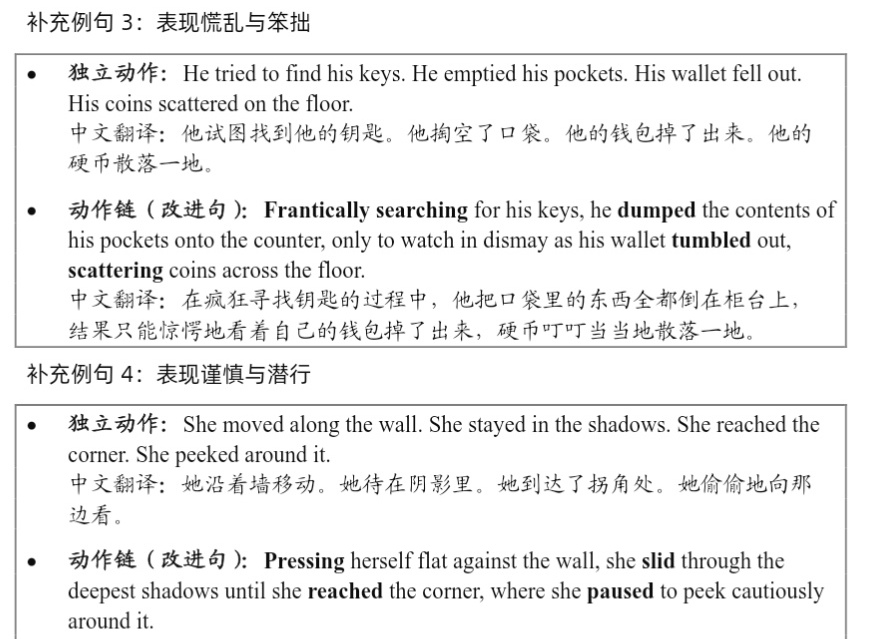 补充例句 3：表现慌乱与笨拙
● 独立动作：He tried to find his keys. He emptied his pockets. His wallet fell out.
His coins scattered on the floor.
中文翻译：他试图找到他的钥匙。他掏空了口袋。他的钱包掉了出来。他的
硬币散落一地。
● 动作链（改进句）：Frantically searching for his keys, he dumped the contents of
his pockets onto the counter, only to watch in dismay as his wallet tumbled out,
scattering coins across the floor.
中文翻译：在疯狂寻找钥匙的过程中，他把口袋里的东西全都倒在柜台上，
结果只能惊愕地看着自己的钱包掉了出来，硬币叮叮当当地散落一地。
补充例句 4：表现谨慎与潜行
● 独立动作：She moved along the wall. She stayed in the shadows. She reached the
corner. She peeked around it.
中文翻译：她沿着墙移动。她待在阴影里。她到达了拐角处。她偷偷地向那
边看。
● 动作链（改进句）：Pressing herself flat against the wall, she slid through the
deepest shadows until she reached the corner, where she paused to peek cautiously
around it.